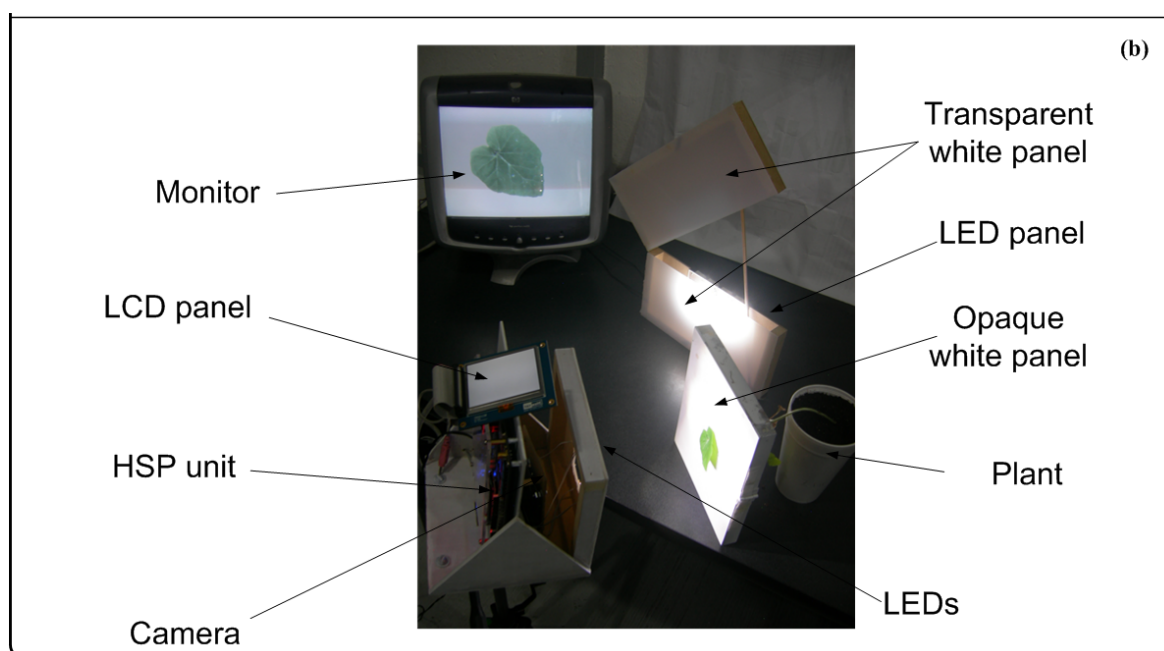 (b)
Transparent
white panel
Monitor
LED panel
LCD panel
Opaque
white panel
HSP unit
Plant
LEDs
Camera